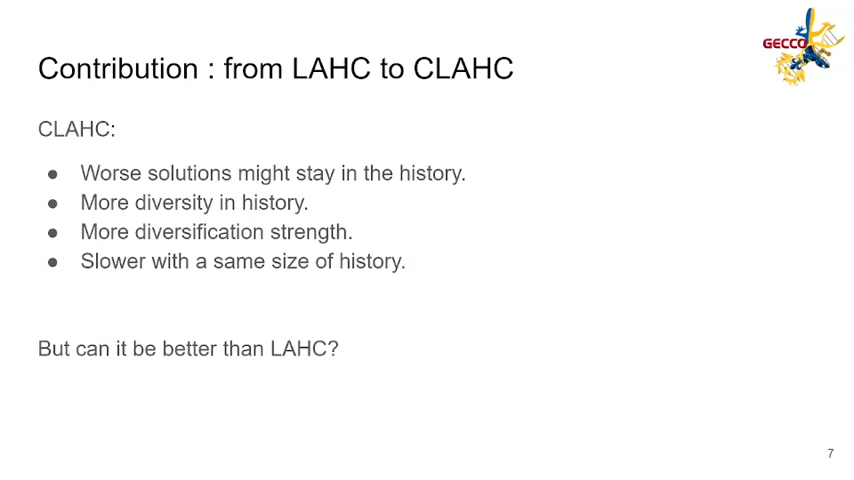 GECCO
Contribution : from LAHC to CLAHC
CLAHC:
● Worse solutions might stay in the history.
● More diversity in history.
● More diversification strength.
● Slower with a same size of history.
But can it be better than LAHC?
7